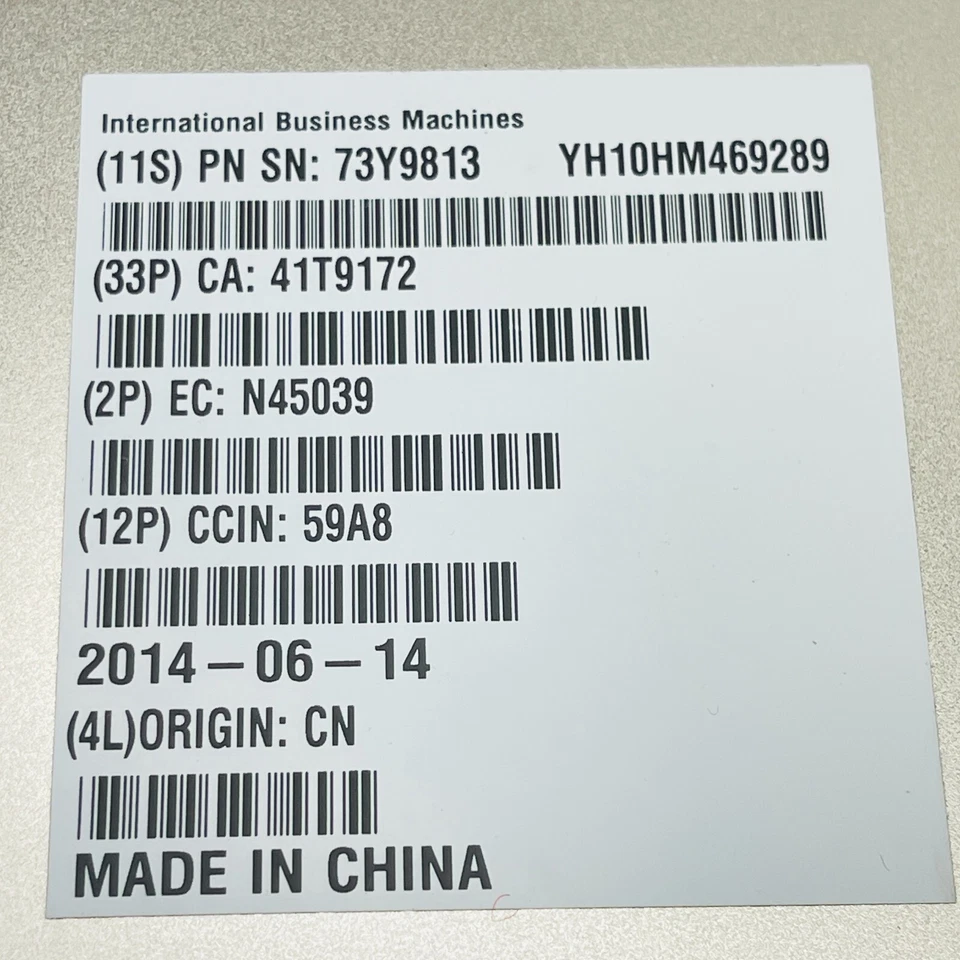 International Business Machines
(11S) PN SN: 73Y9813 YH10HM469289
(33P) CA: 41T9172
(2P) EC: N45039
(12P) CCIN: 59A8
2014-06-14
(4L)ORIGIN: CN
MADE IN CHINA